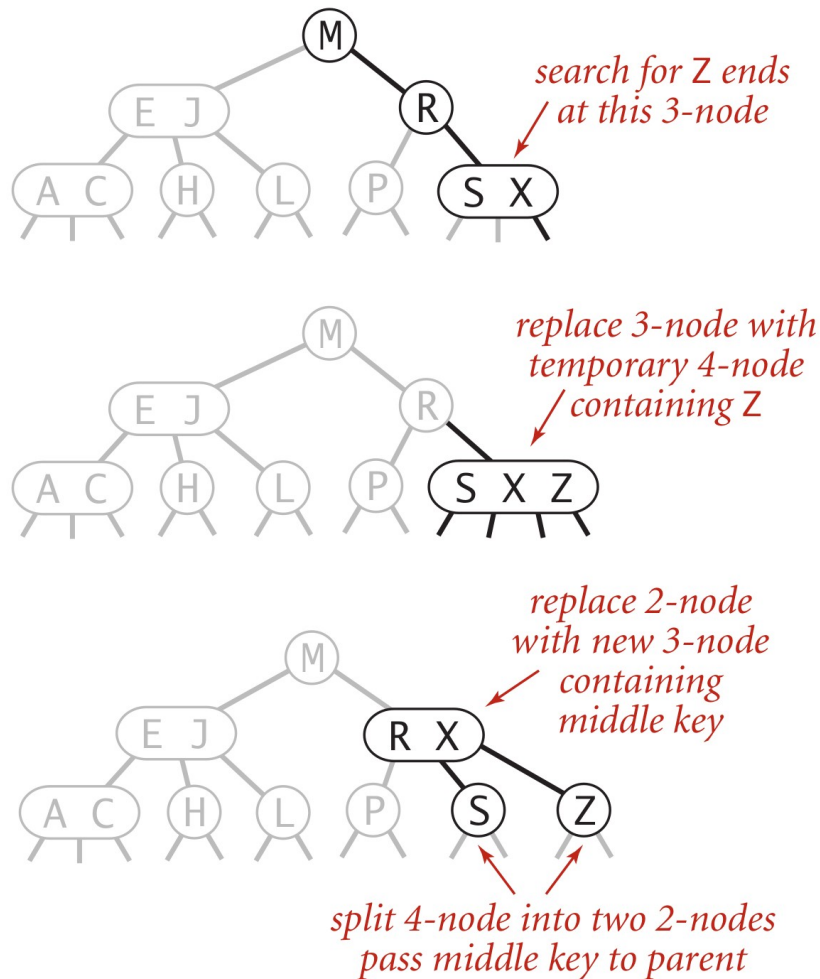 M
search for Z ends
at this 3-node
E J
R
A C
H
L
P
S X
M
replace 3-node with
temporary 4-node
containing Z
E J
R
A C
H
L
P
S X Z
replace 2-node
with new 3-node
containing
middle key
M
E J
R X
A C
H
L
P
S
Z
split 4-node into two 2-nodes
pass middle key to parent